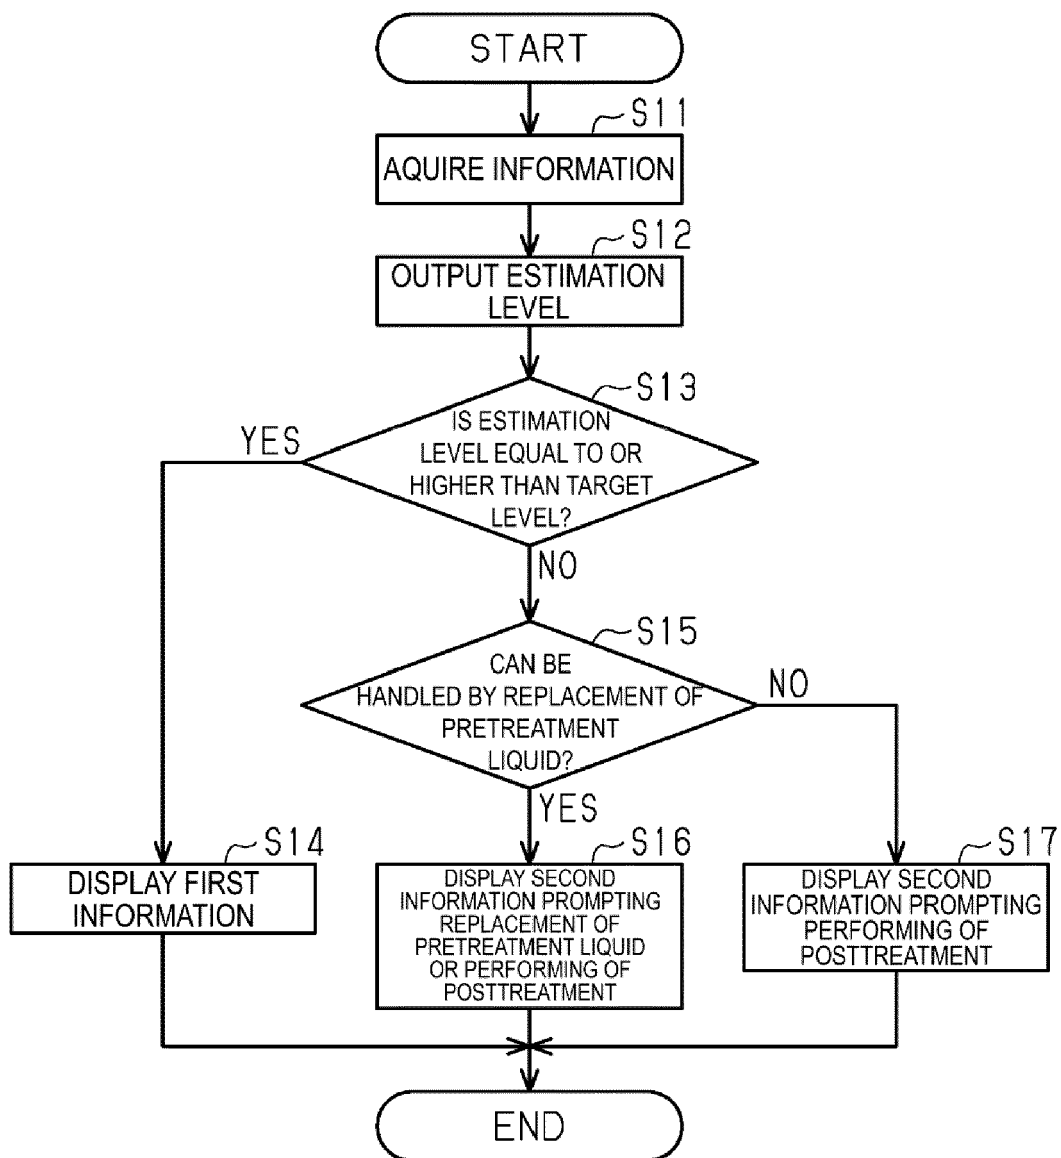 START
S11
AQUIRE INFORMATION
S12
OUTPUT ESTIMATION
LEVEL
S13
IS ESTIMATION
LEVEL EQUAL TO OR
HIGHER THAN TARGET
LEVEL?
YES
NO
S15
CAN BE
HANDLED BY REPLACEMENT OF
PRETREATMENT
LIQUID?
NO
YES
S14
DISPLAY FIRST
INFORMATION
S16
DISPLAY SECOND
INFORMATION PROMPTING
REPLACEMENT OF
PRETREATMENT LIQUID
OR PERFORMING OF
POSTTREATMENT
S17
DISPLAY SECOND
INFORMATION PROMPTING
PERFORMING OF
POSTTREATMENT
END